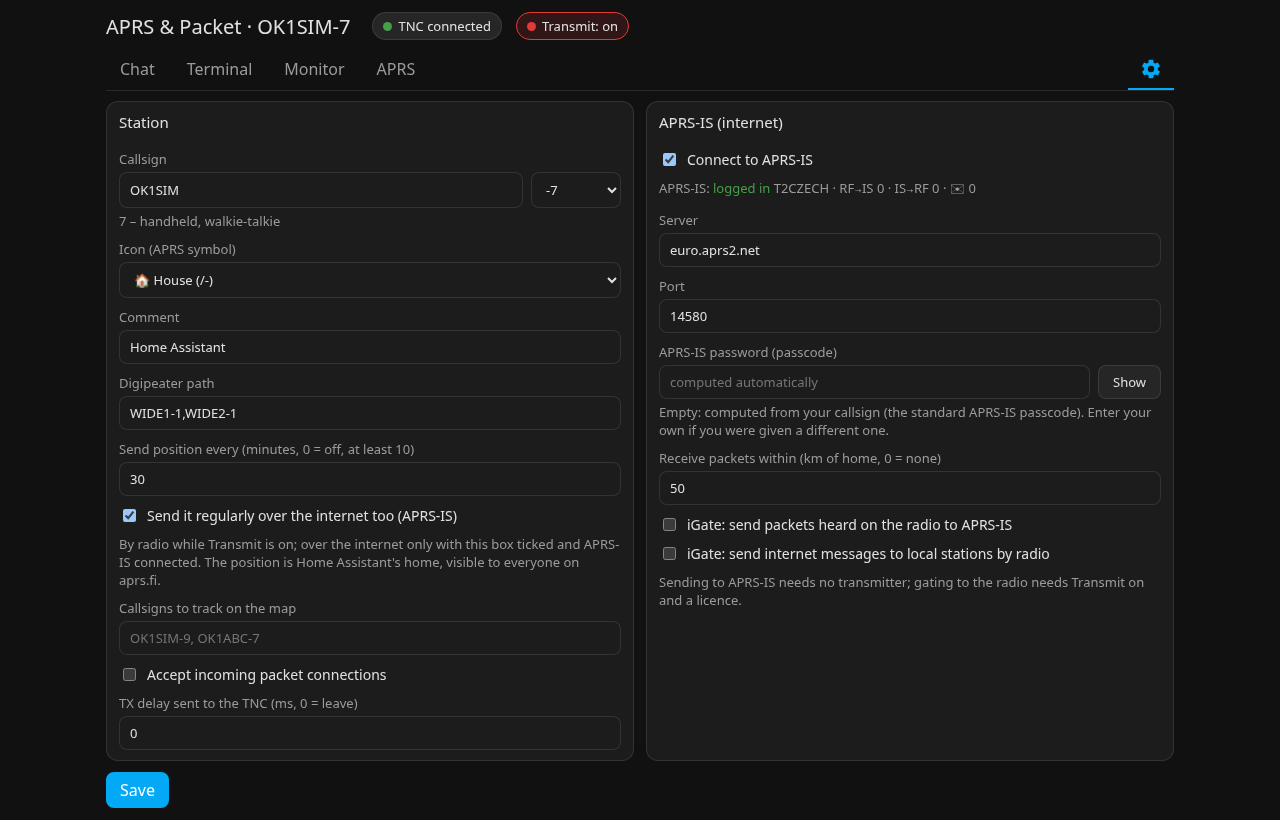 APRS & Packet · OK1SIM-7
TNC connected
Transmit: on
Chat
Terminal
Monitor
APRS
Station
Callsign
OK1SIM
-7
7 – handheld, walkie-talkie
Icon (APRS symbol)
🏠 House (/-)
Comment
Home Assistant
Digipeater path
WIDE1-1,WIDE2-1
Send position every (minutes, 0 = off, at least 10)
30
Send it regularly over the internet too (APRS-IS)
By radio while Transmit is on; over the internet only with this box ticked and APRS-
IS connected. The position is Home Assistant's home, visible to everyone on
aprs.fi.
Callsigns to track on the map
OK1SIM-9, OK1ABC-7
Accept incoming packet connections
TX delay sent to the TNC (ms, 0 = leave)
0
APRS-IS (internet)
Connect to APRS-IS
APRS-IS: logged in T2CZECH · RF→IS 0 · IS→RF 0 · ✉ 0
Server
euro.aprs2.net
Port
14580
APRS-IS password (passcode)
computed automatically
Show
Empty: computed from your callsign (the standard APRS-IS passcode). Enter your
own if you were given a different one.
Receive packets within (km of home, 0 = none)
50
iGate: send packets heard on the radio to APRS-IS
iGate: send internet messages to local stations by radio
Sending to APRS-IS needs no transmitter; gating to the radio needs Transmit on
and a licence.
Save